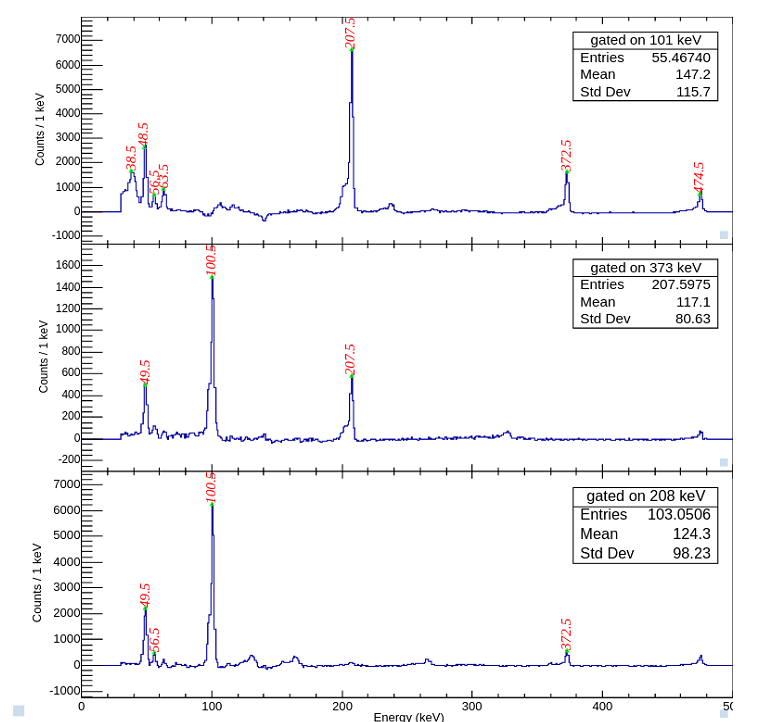 gated on 101 keV
Entries 55.46740
Mean 147.2
Std Dev 115.7
Counts / 1 keV
7000
6000
5000
4000
3000
2000
1000
0
-1000
38.5
48.5
56.5
63.5
207.5
372.5
474.5
gated on 373 keV
Entries 207.5975
Mean 117.1
Std Dev 80.63
Counts / 1 keV
1600
1400
1200
1000
800
600
400
200
0
-200
49.5
100.5
207.5
gated on 208 keV
Entries 103.0506
Mean 124.3
Std Dev 98.23
Counts / 1 keV
7000
6000
5000
4000
3000
2000
1000
0
-1000
49.5
56.5
100.5
372.5
0 100 200 300 400
Energy (keV)